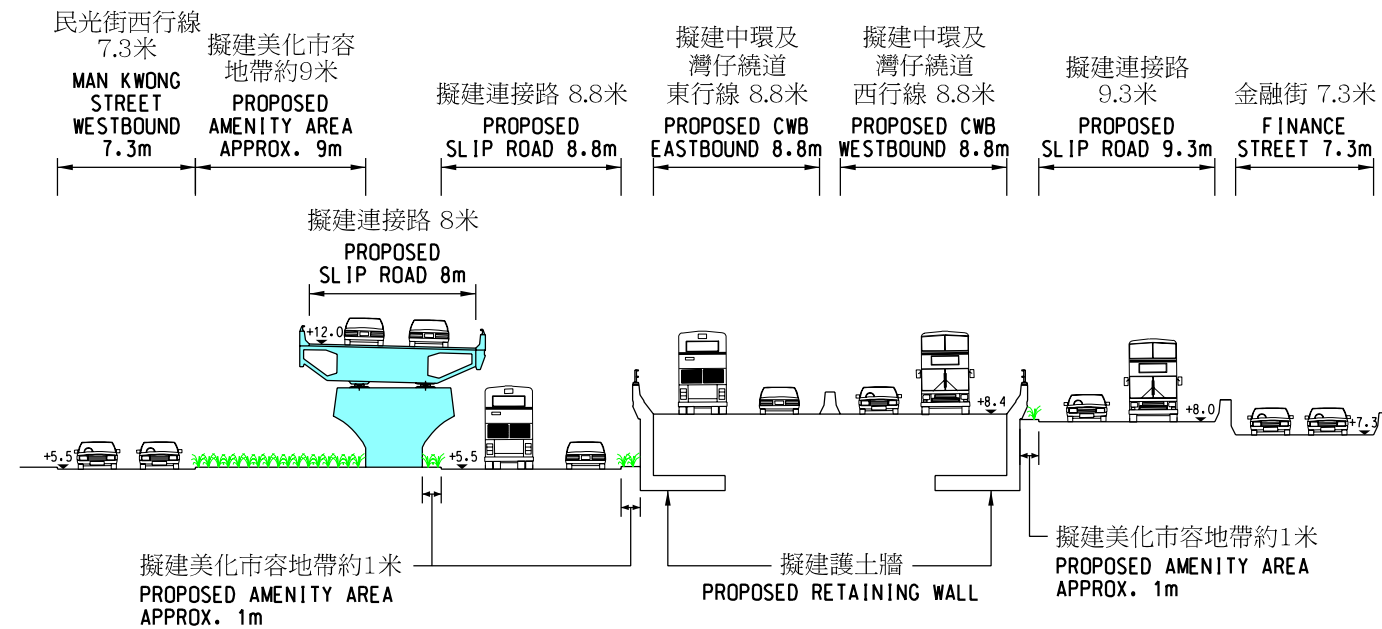 民光街西行線
7.3米
MAN KWONG
STREET
WESTBOUND
7.3m
擬建美化市容
地帶約9米
PROPOSED
AMENITY AREA
APPROX. 9m
擬建連接路 8.8米
PROPOSED
SLIP ROAD 8.8m
擬建中環及
灣仔繞道
東行線 8.8米
PROPOSED CWB
EASTBOUND 8.8m
擬建中環及
灣仔繞道
西行線 8.8米
PROPOSED CWB
WESTBOUND 8.8m
擬建連接路
9.3米
PROPOSED
SLIP ROAD 9.3m
金融街 7.3米
FINANCE
STREET 7.3m
擬建連接路 8米
PROPOSED
SLIP ROAD 8m
+12.0
+8.4
+8.0
+7.3
+5.5
+5.5
擬建美化市容地帶約1米
PROPOSED AMENITY AREA
APPROX. 1m
擬建護土牆
PROPOSED RETAINING WALL
擬建美化市容地帶約1米
PROPOSED AMENITY AREA
APPROX. 1m